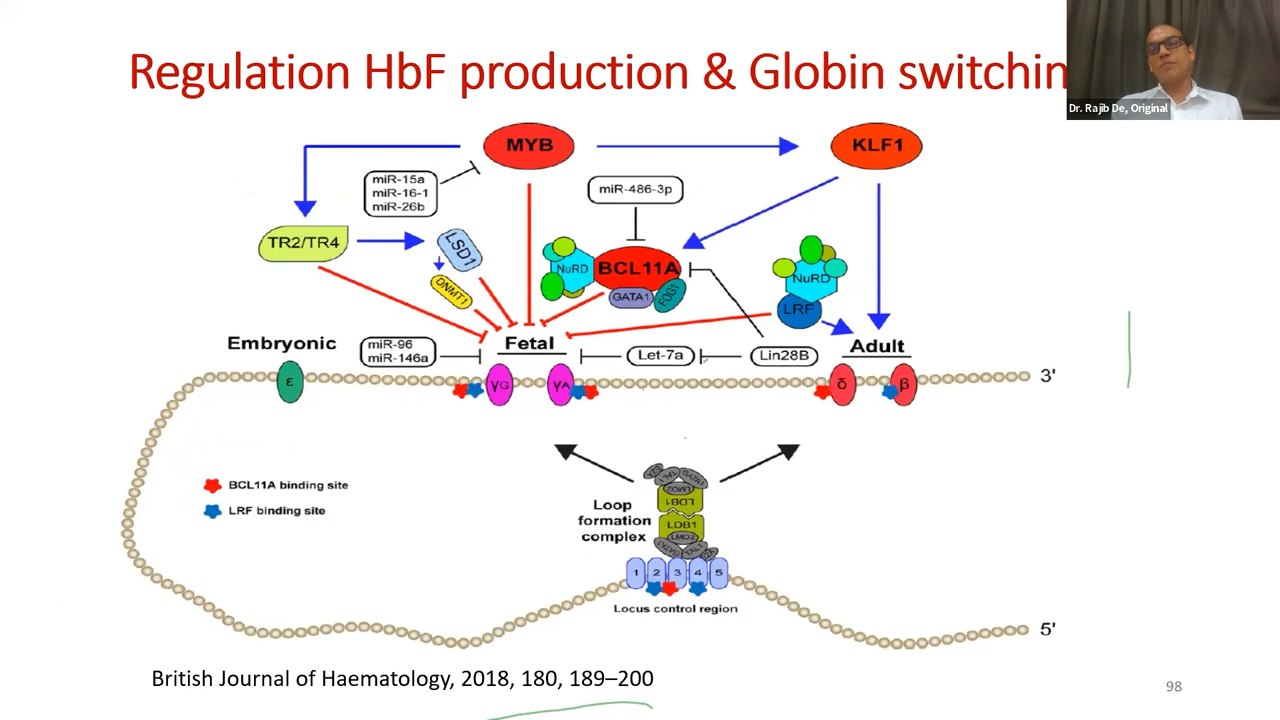 Regulation HbF production & Globin switchin
Dr. Rajib De, Original
MYB
KLF1
miR-15a
miR-16-1
miR-26b
miR-486-3p
TR2/TR4
LSD1
DNMT1
NuRD
BCL11A
GATA1
FOG1
NuRD
LRF
Embryonic
miR-96
miR-146a
Fetal
Let-7a
Lin28B
Adult
ε
γG
γA
δ
β
3'
BCL11A binding site
LRF binding site
Loop
formation
complex
LMO2
LDB1
LDB1
LMO2
GATA1
TAL1
1 2 3 4 5
Locus control region
5'
British Journal of Haematology, 2018, 180, 189–200
98